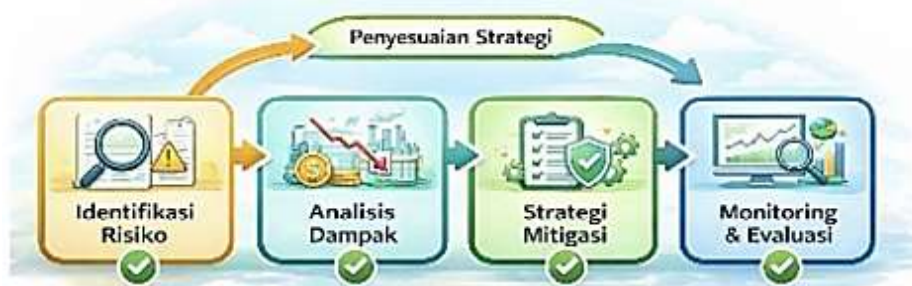 Penyesuaian Strategi
Identifikasi
Risiko
Analisis
Dampak
Strategi
Mitigasi
Monitoring
& Evaluasi